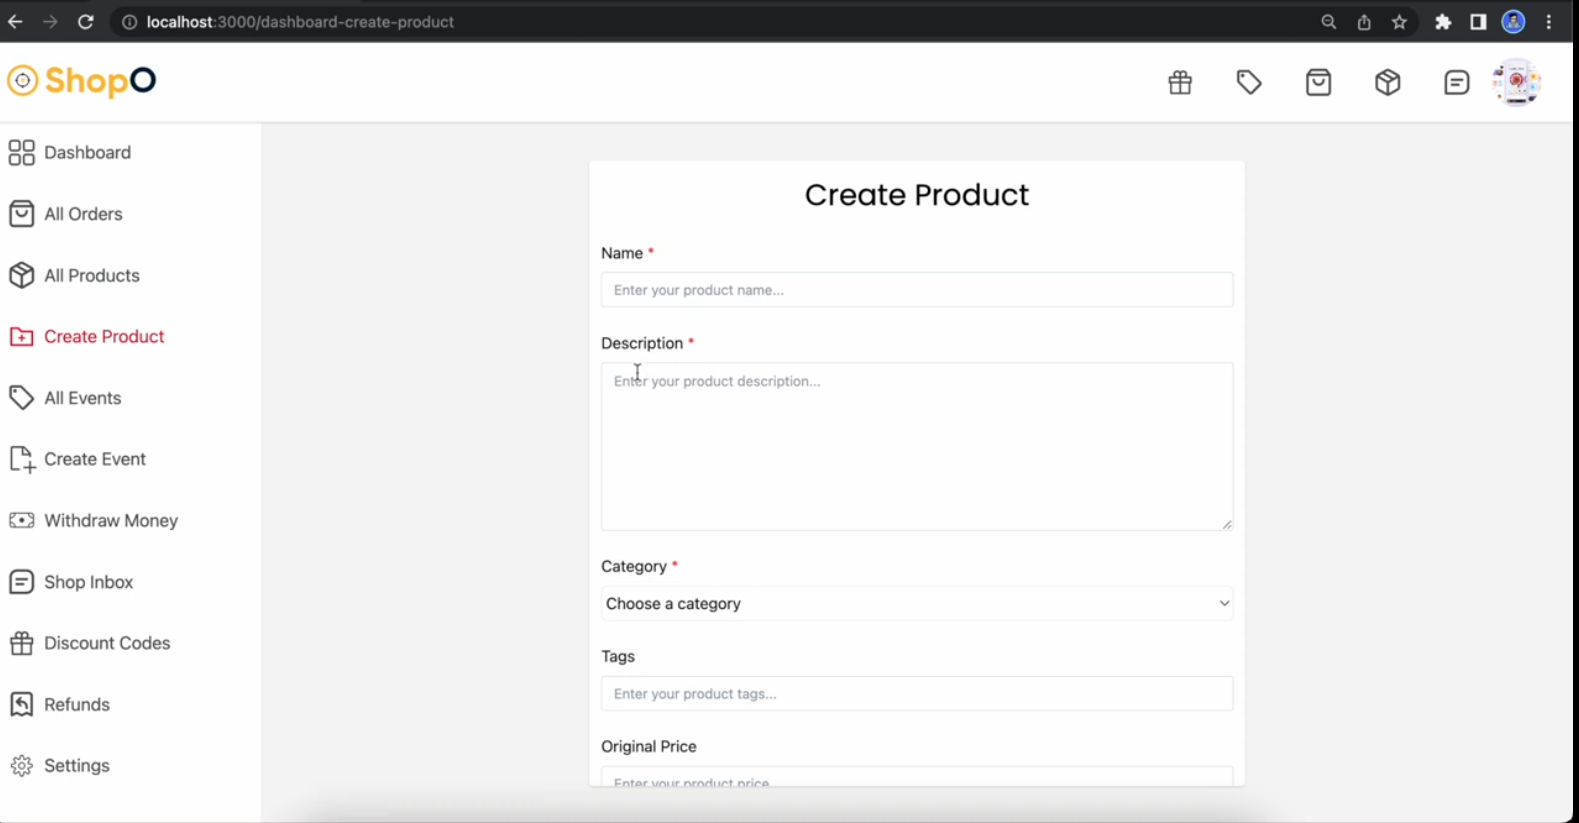 localhost:3000/dashboard-create-product
ShopO
Dashboard
All Orders
All Products
Create Product
All Events
Create Event
Withdraw Money
Shop Inbox
Discount Codes
Refunds
Settings
Create Product
Name *
Enter your product name...
Description *
Enter your product description...
Category *
Choose a category
Tags
Enter your product tags...
Original Price
Enter your product price